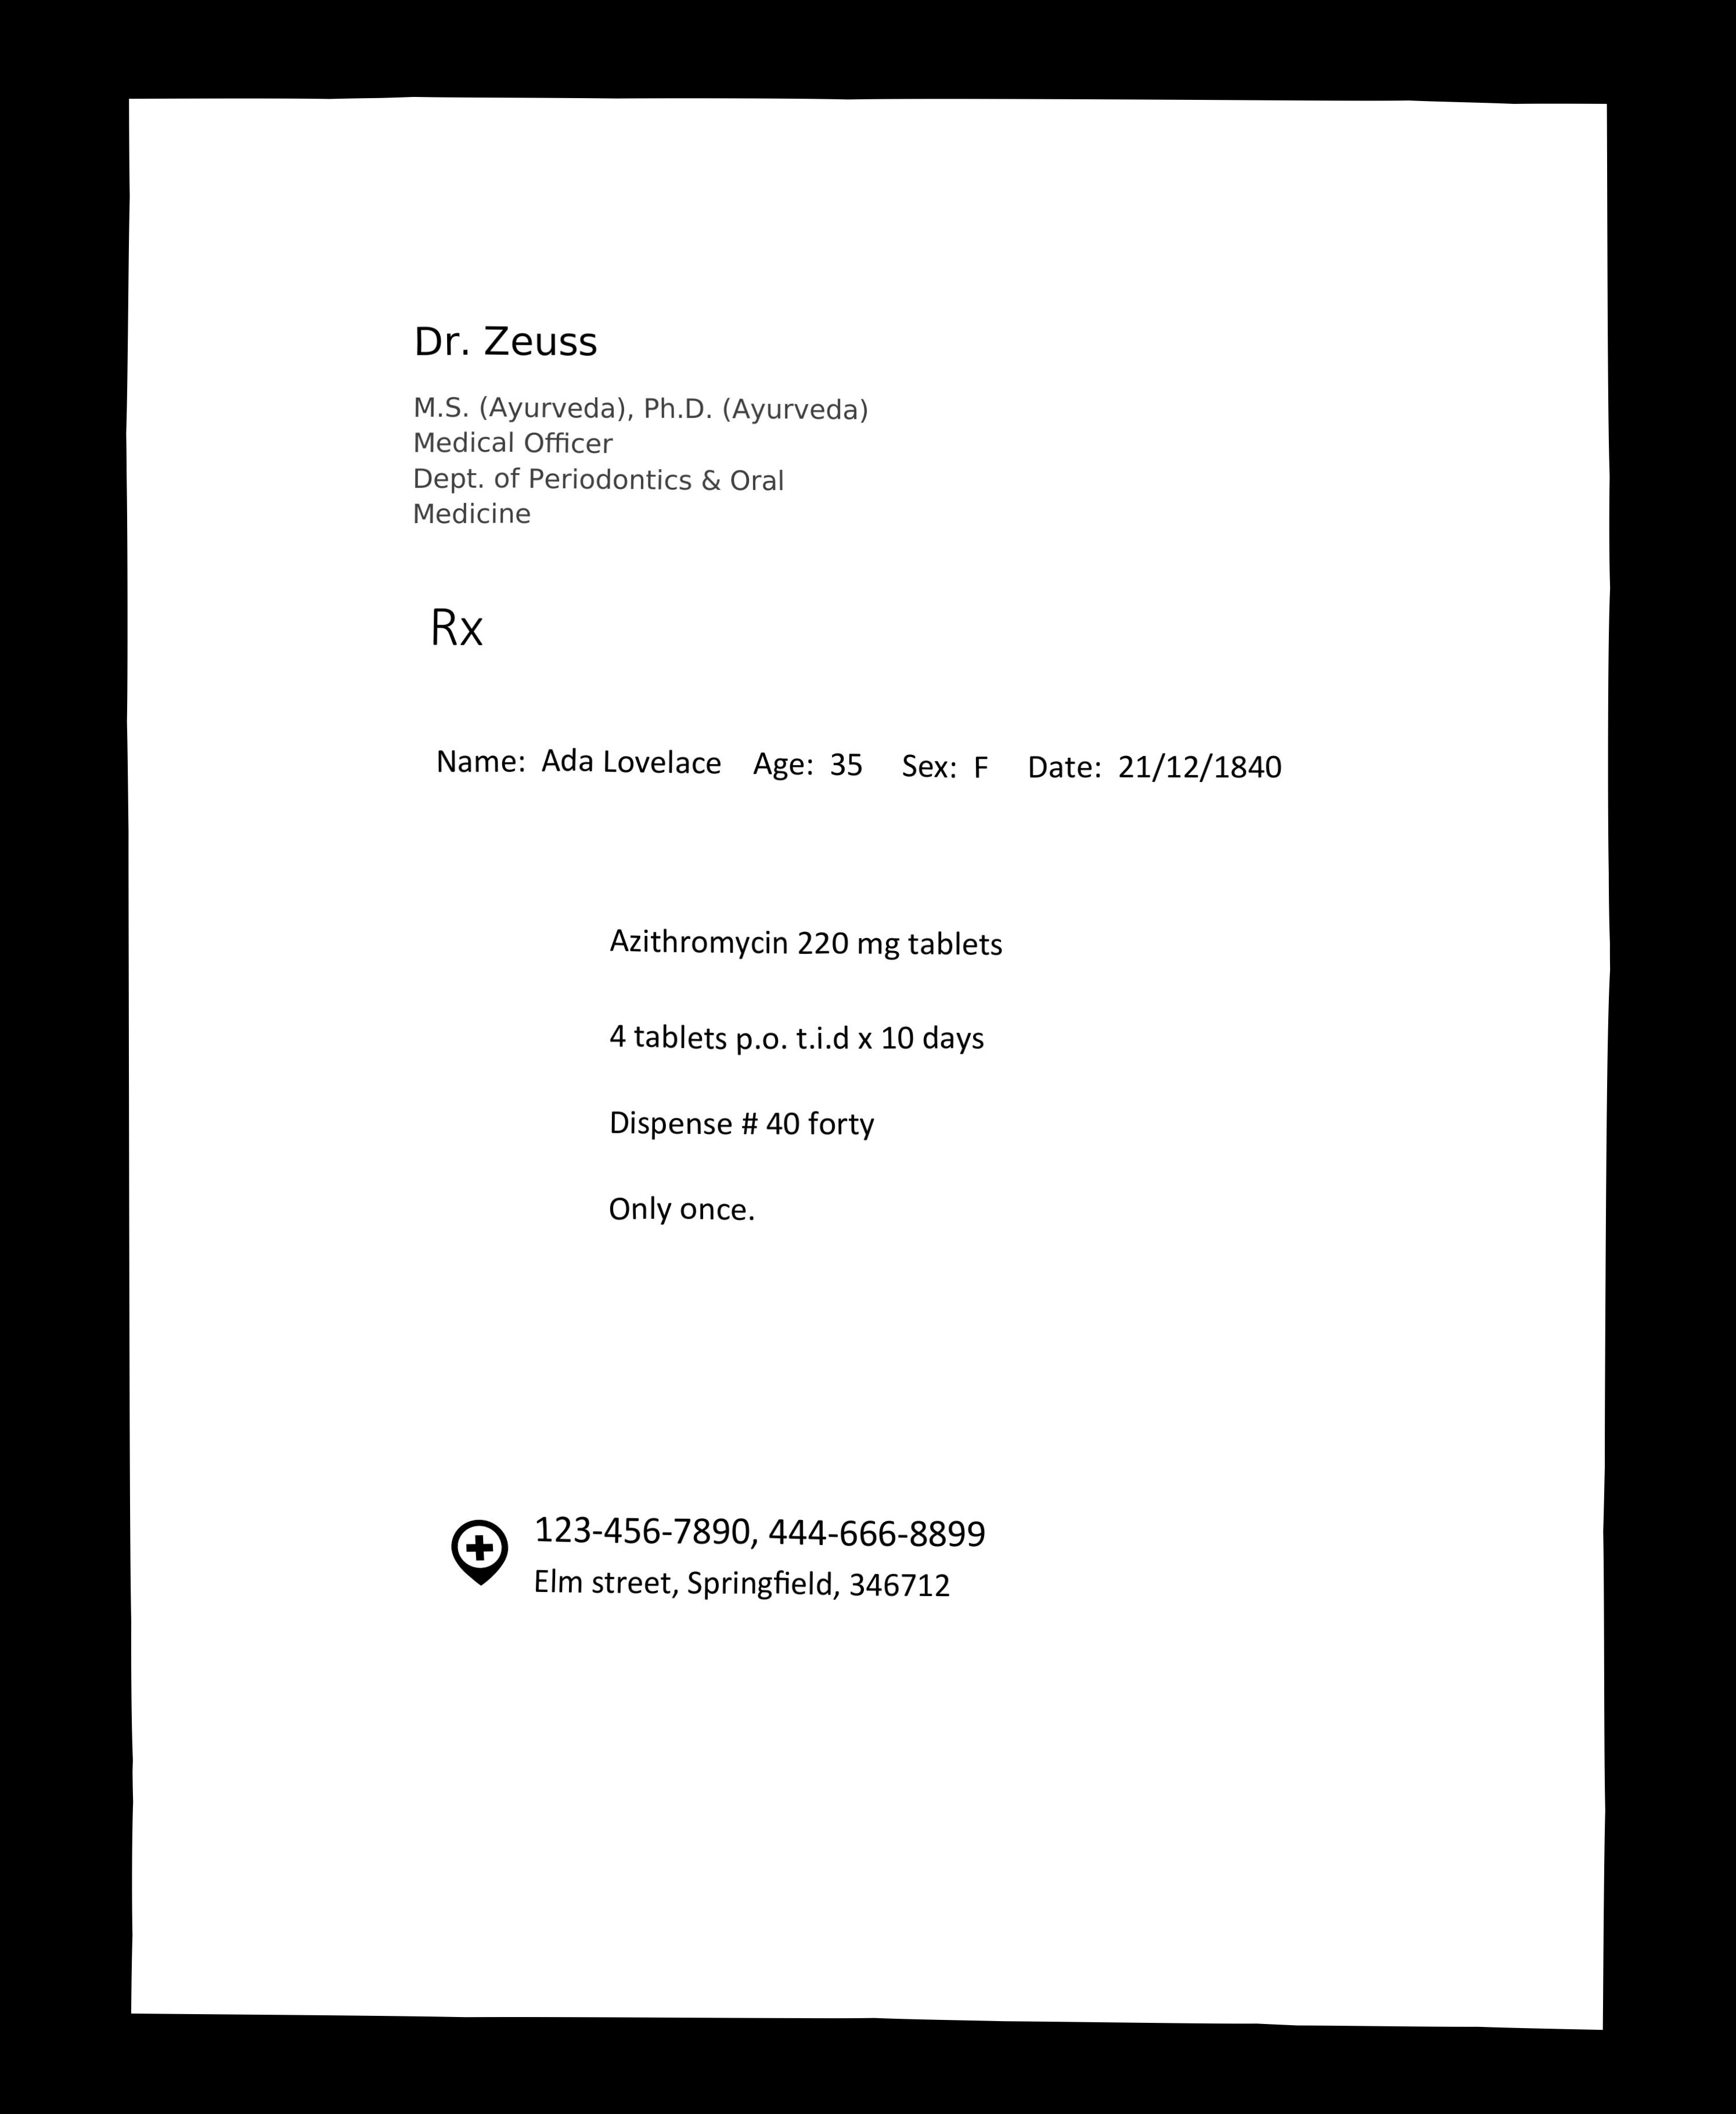 Dr. Zeuss
M.S. (Ayurveda), Ph.D. (Ayurveda)
Medical Officer
Dept. of Periodontics & Oral
Medicine
Rx
Name: Ada Lovelace Age: 35 Sex: F Date: 21/12/1840
Azithromycin 220 mg tablets
4 tablets p.o. t.i.d x 10 days
Dispense # 40 forty
Only once.
123-456-7890, 444-666-8899
Elm street, Springfield, 346712